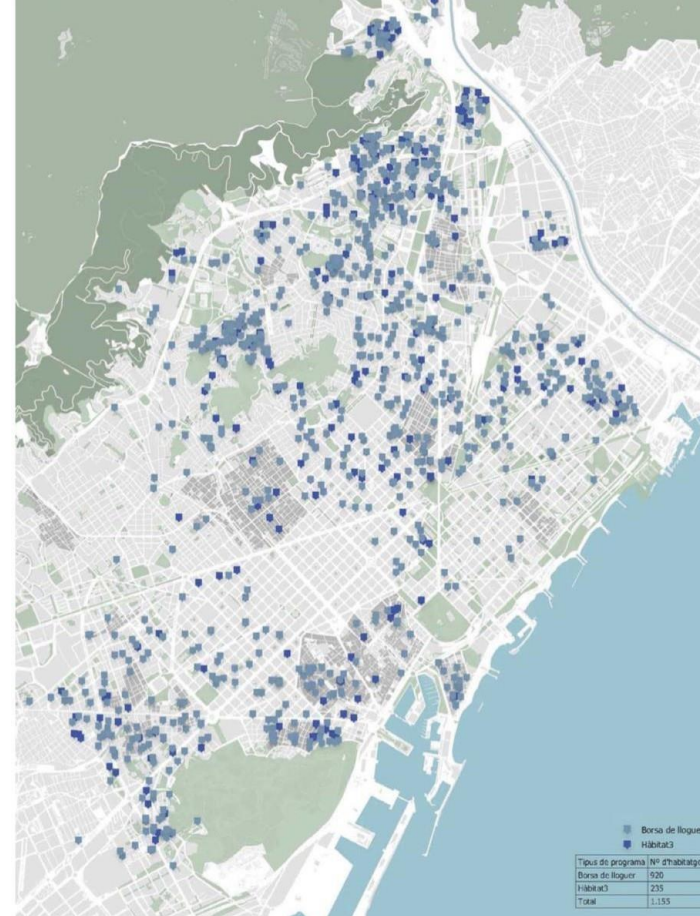 Borsa de llogue
Hàbitat3
Tipus de programa Nº d'habitatge
Borsa de lloguer 920
Hàbitat3 235
Total 1.155